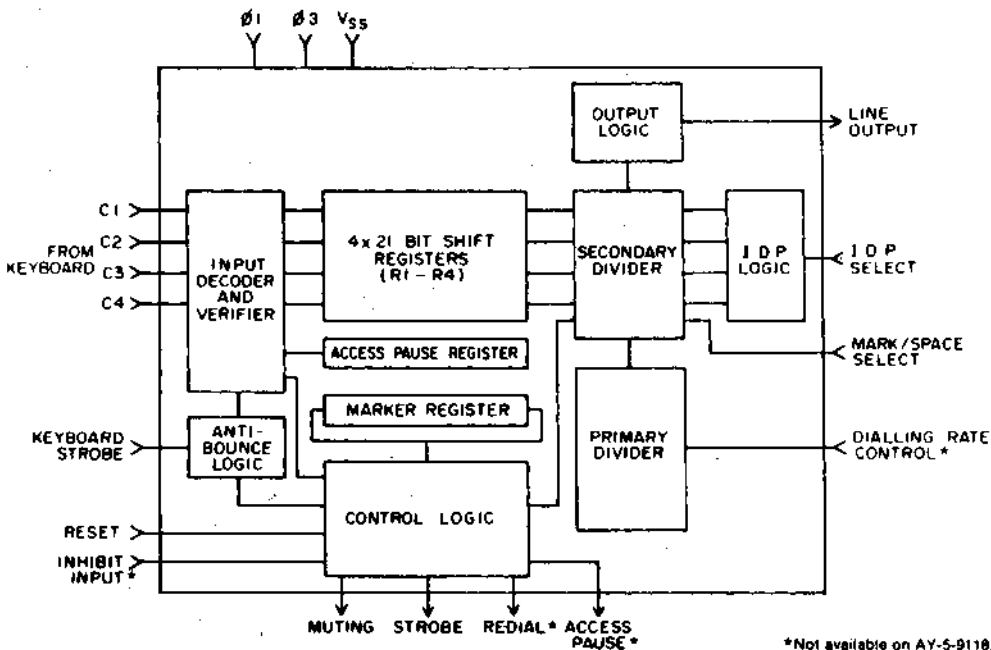 Ø1 Ø3 VSS
OUTPUT
LOGIC
LINE
OUTPUT
C1
C2
FROM
KEYBOARD
C3
C4
INPUT
DECODER
AND
VERIFIER
4x21 BIT SHIFT
REGISTERS
(R1-R4)
SECONDARY
DIVIDER
IDP
LOGIC
IDP
SELECT
ACCESS PAUSE REGISTER
MARK/SPACE
SELECT
MARKER REGISTER
KEYBOARD
STROBE
ANTI-
BOUNCE
LOGIC
PRIMARY
DIVIDER
DIALLING RATE
CONTROL*
CONTROL LOGIC
RESET
INHIBIT
INPUT*
MUTING STROBE REDIAL* ACCESS
PAUSE*
*Not available on AY-5-9118.